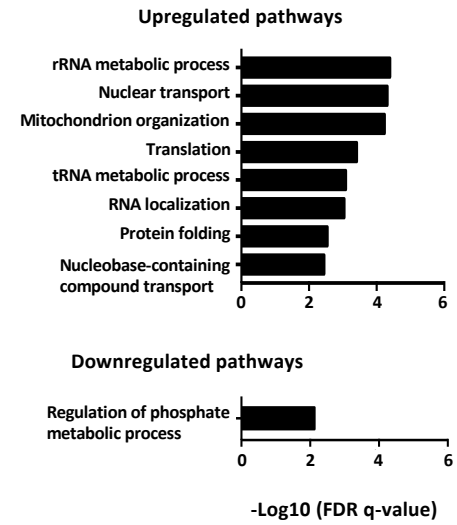 Upregulated pathways
rRNA metabolic process
Nuclear transport
Mitochondrion organization
Translation
tRNA metabolic process
RNA localization
Protein folding
Nucleobase-containing
compound transport
0 2 4 6
Downregulated pathways
Regulation of phosphate
metabolic process
0 2 4 6
-Log10 (FDR q-value)